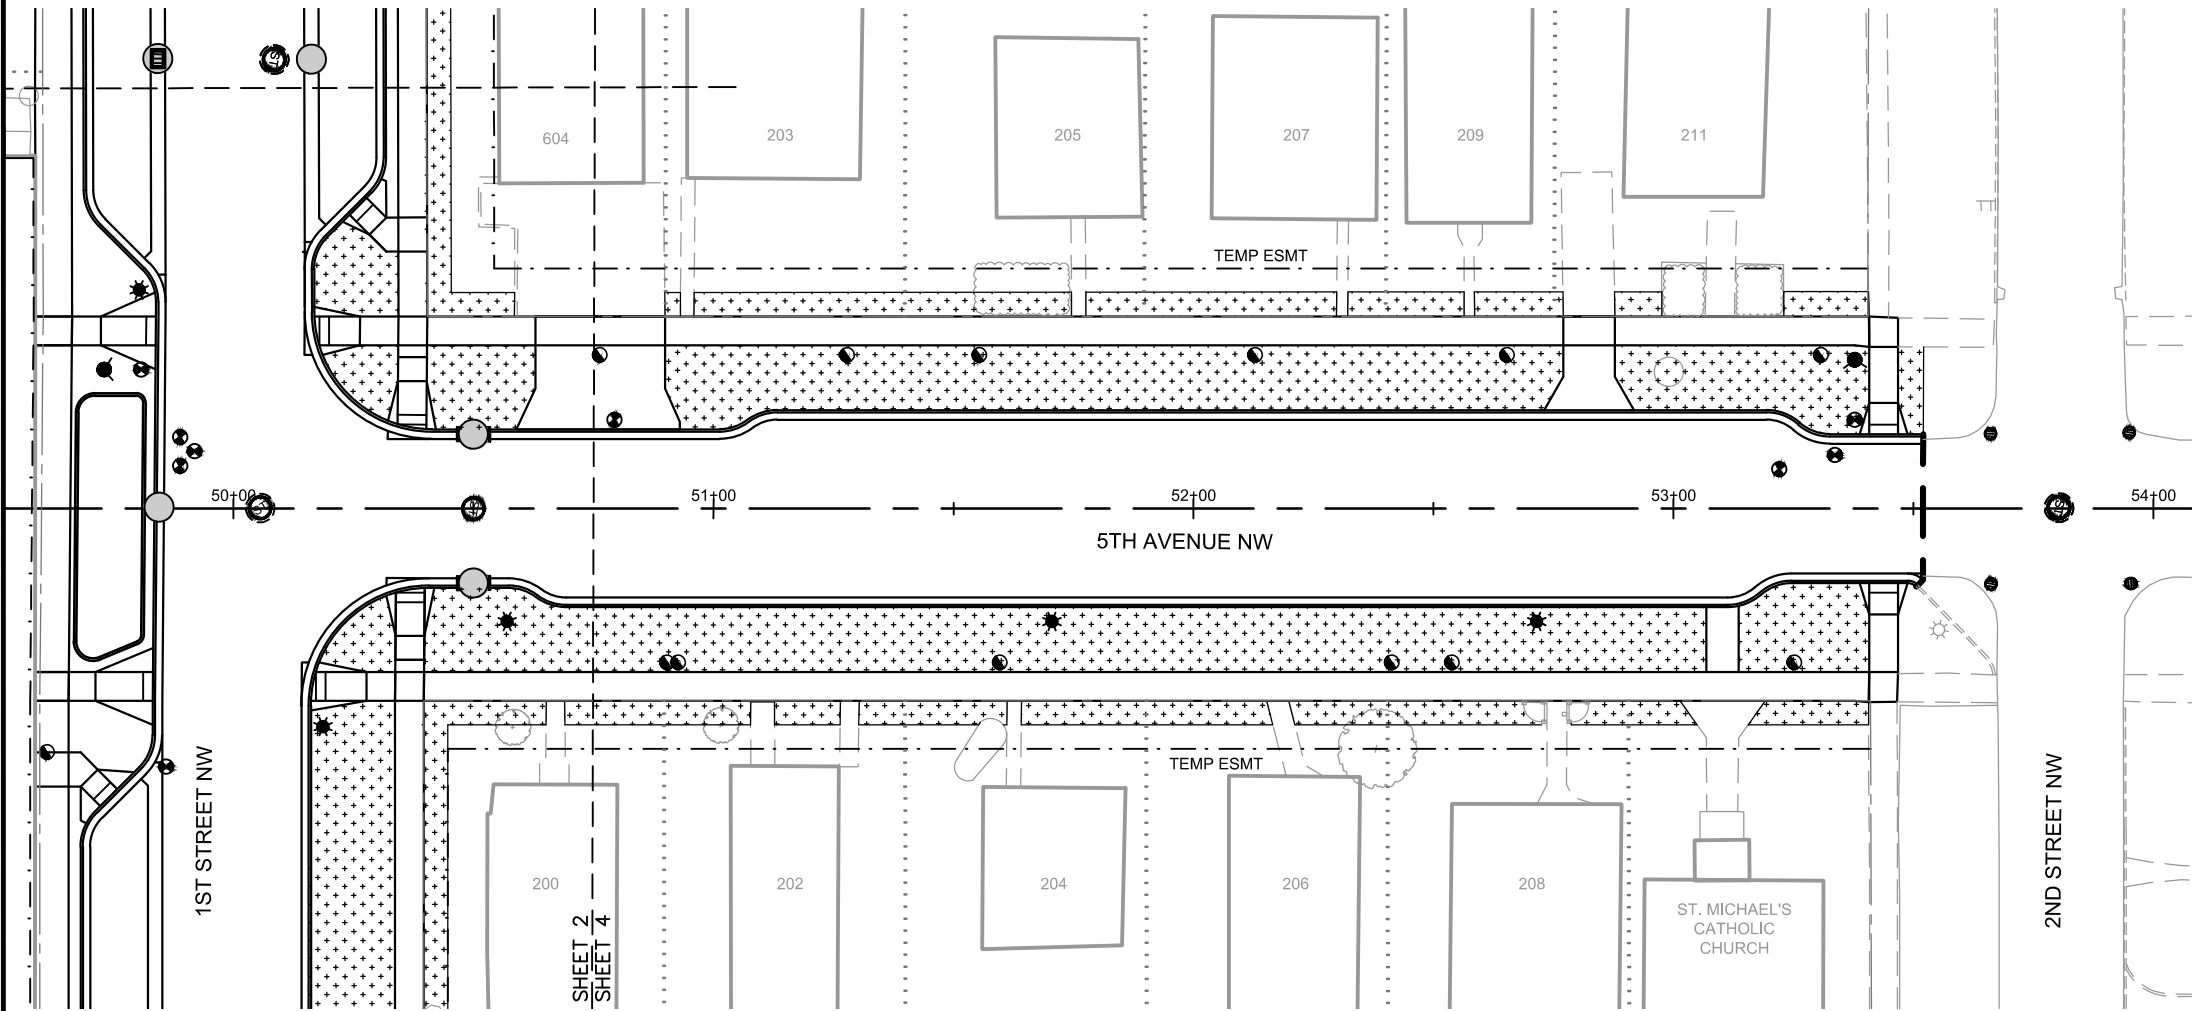 604
203
205
207
209
211
TEMP ESMT
50+00
51+00
52+00
53+00
54+00
5TH AVENUE NW
1ST STREET NW
2ND STREET NW
TEMP ESMT
200
202
204
206
208
ST. MICHAEL'S
CATHOLIC
CHURCH
SHEET 2
SHEET 4